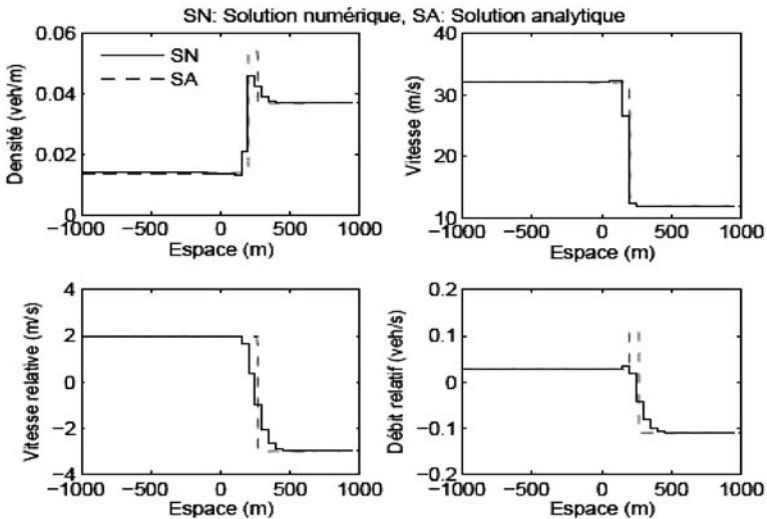 SN: Solution numérique, SA: Solution analytique
0.06
0.04
0.02
0
Densité (veh/m)
SN
SA
−1000 −500 0 500 1000
Espace (m)
40
30
20
10
Vitesse (m/s)
−1000 −500 0 500 1000
Espace (m)
4
2
0
−2
−4
Vitesse relative (m/s)
−1000 −500 0 500 1000
Espace (m)
0.2
0.1
0
−0.1
−0.2
Débit relatif (veh/s)
−1000 −500 0 500 1000
Espace (m)